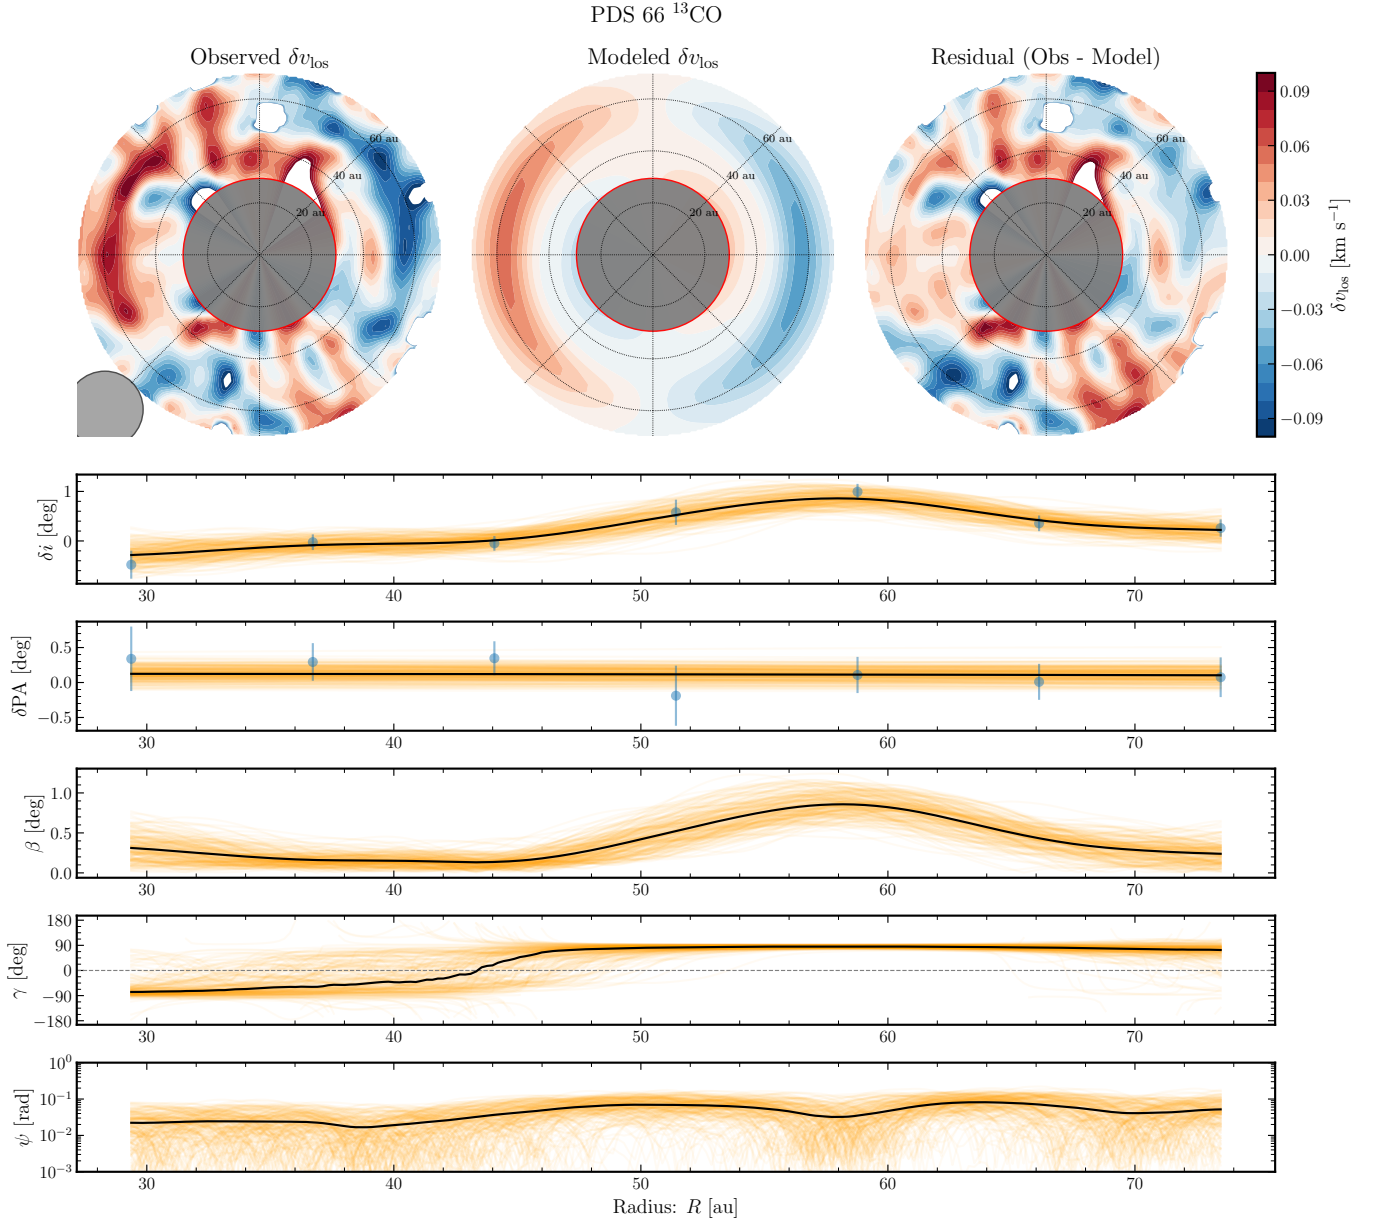 PDS 66 ¹³CO
Observed δv_los
Modeled δv_los
Residual (Obs - Model)
60 au
40 au
20 au
60 au
40 au
20 au
60 au
40 au
20 au
0.09
0.06
0.03
0.00
−0.03
−0.06
−0.09
δv_los [km s⁻¹]
1
0
δi [deg]
30 40 50 60 70
0.5
0.0
−0.5
δPA [deg]
30 40 50 60 70
1.0
0.5
0.0
β [deg]
30 40 50 60 70
180
90
0
−90
−180
γ [deg]
30 40 50 60 70
10⁰
10⁻¹
10⁻²
10⁻³
ψ [rad]
30 40 50 60 70
Radius: R [au]